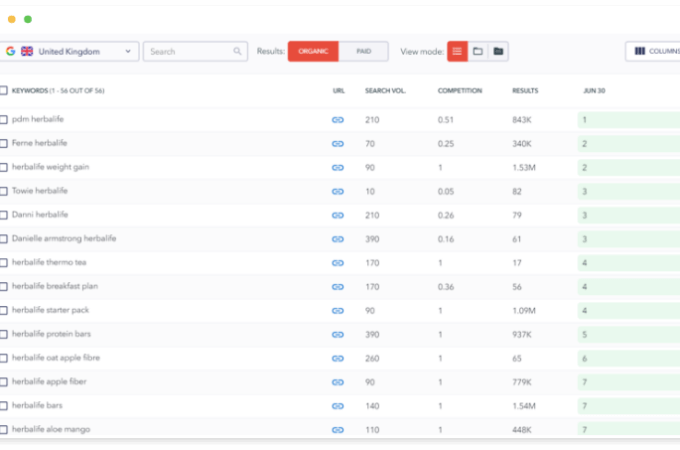 United Kingdom Search Results: ORGANIC PAID View mode: COLUMNS
KEYWORDS (1 - 56 OUT OF 56) URL SEARCH VOL. COMPETITION RESULTS JUN 30
pdm herbalife 210 0.51 843K 1
Ferne herbalife 70 0.25 340K 2
herbalife weight gain 90 1 1.53M 2
Towie herbalife 10 0.05 82 3
Danni herbalife 210 0.26 79 3
Danielle armstrong herbalife 390 0.16 61 3
herbalife thermo tea 170 1 17 4
herbalife breakfast plan 170 0.36 56 4
herbalife starter pack 90 1 1.09M 4
herbalife protein bars 390 1 937K 5
herbalife oat apple fibre 260 1 65 6
herbalife apple fiber 90 1 779K 7
herbalife bars 140 1 1.54M 7
herbalife aloe mango 110 1 448K 7